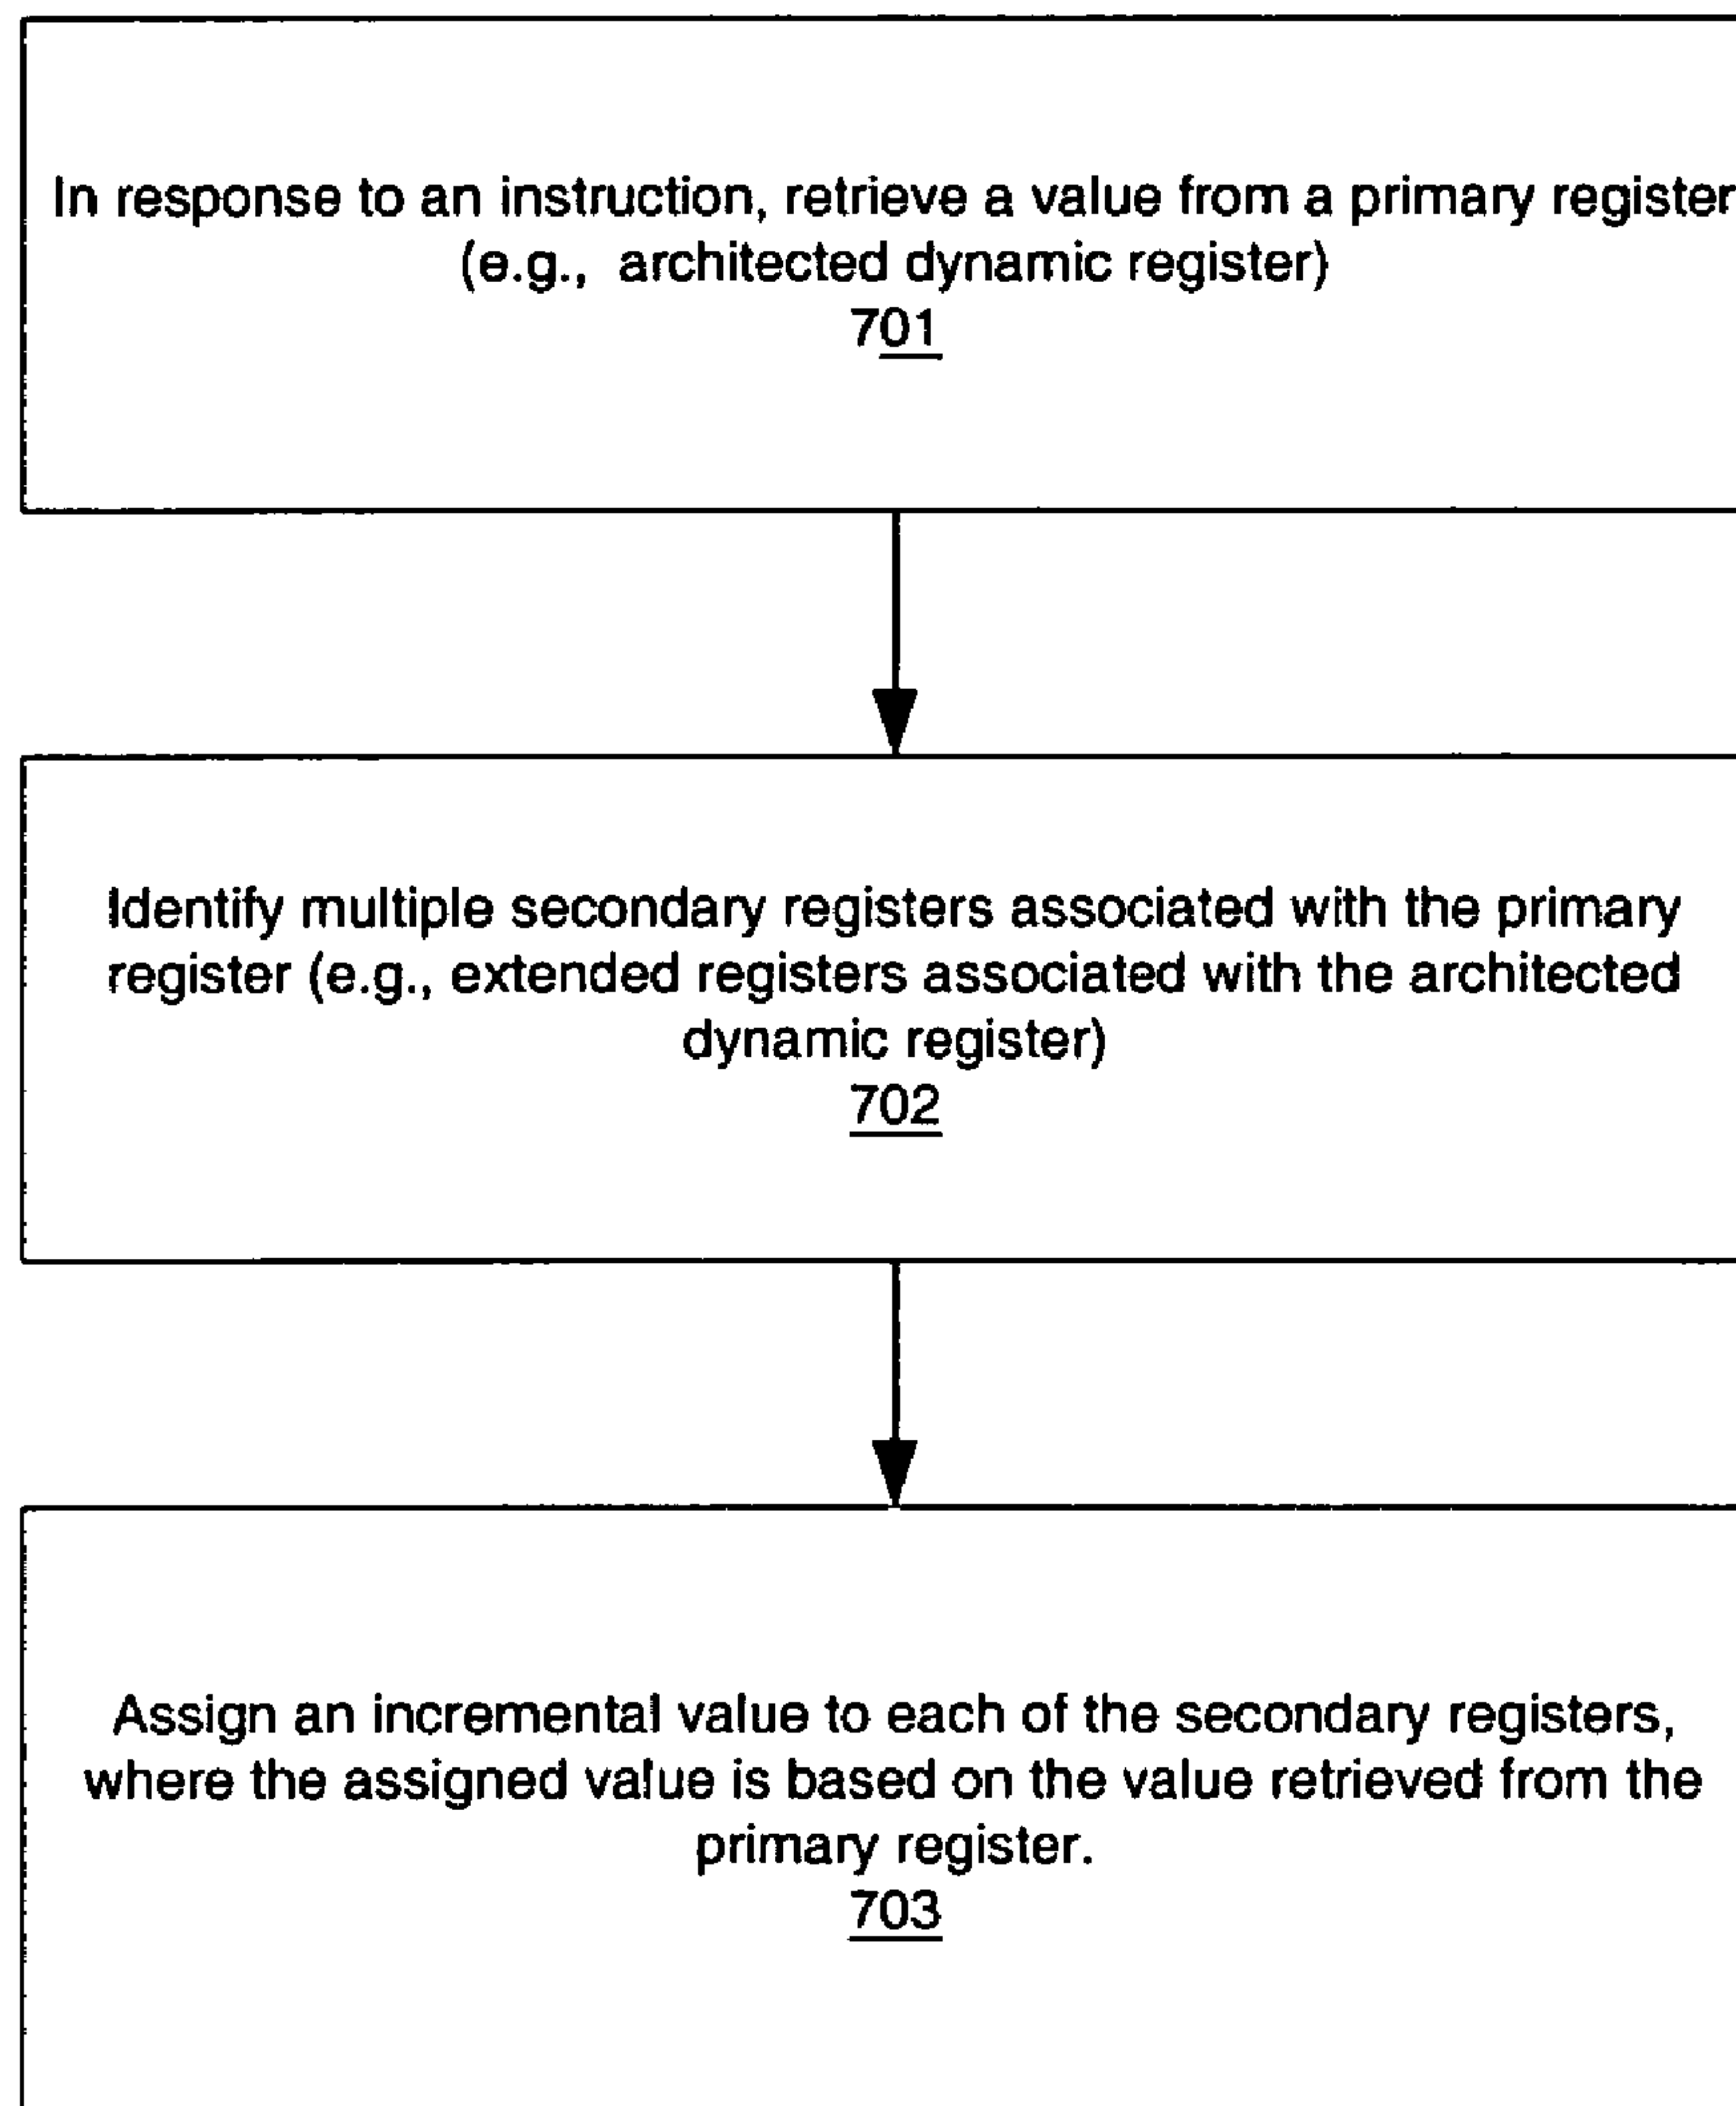 In response to an instruction, retrieve a value from a primary register
(e.g., architected dynamic register)
701
Identify multiple secondary registers associated with the primary
register (e.g., extended registers associated with the architected
dynamic register)
702
Assign an incremental value to each of the secondary registers,
where the assigned value is based on the value retrieved from the
primary register.
703